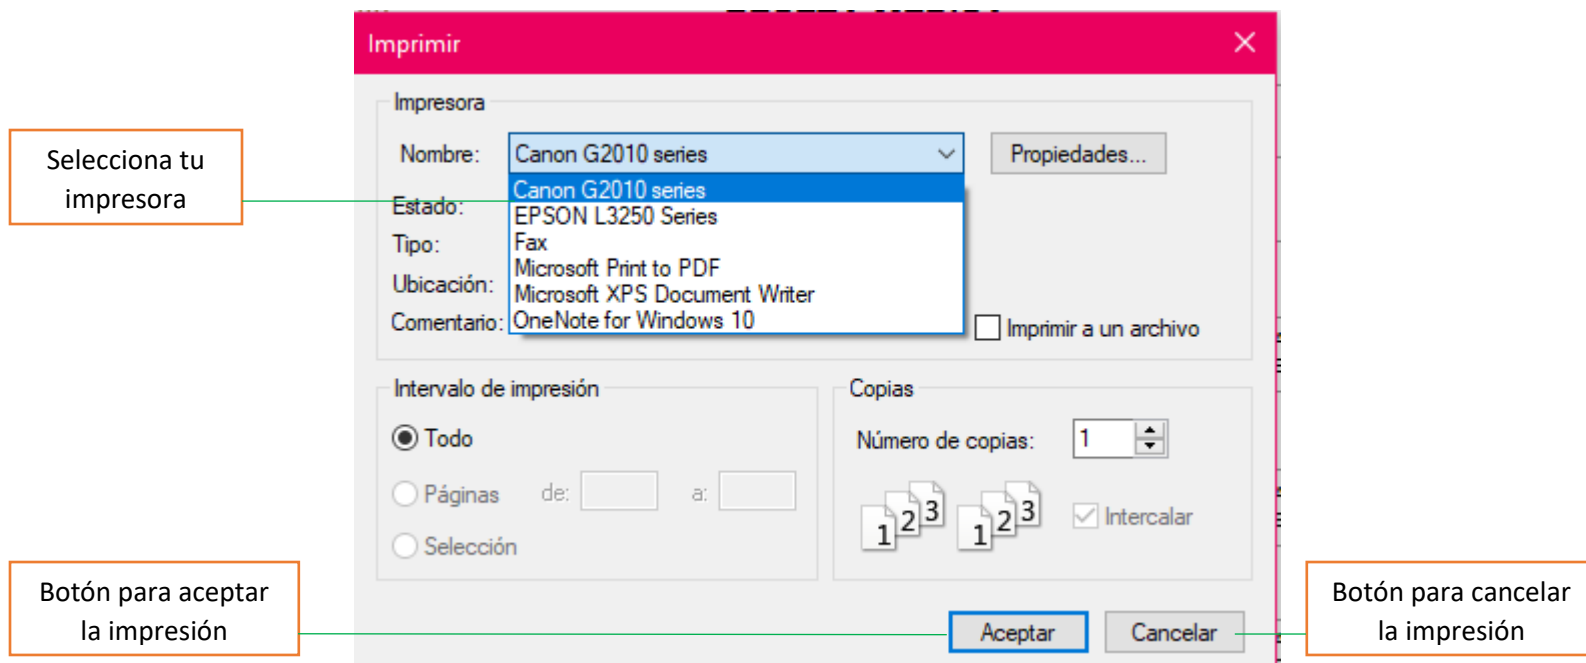 Imprimir
Impresora
Nombre:
Canon G2010 series
Propiedades...
Selecciona tu
impresora
Canon G2010 series
Estado:
EPSON L3250 Series
Tipo:
Fax
Microsoft Print to PDF
Ubicación:
Microsoft XPS Document Writer
Comentario:
OneNote for Windows 10
Imprimir a un archivo
Intervalo de impresión
Todo
Páginas de: a:
Selección
Copias
Número de copias: 1
1 2 3 1 2 3 Intercalar
Botón para aceptar
la impresión
Aceptar
Cancelar
Botón para cancelar
la impresión